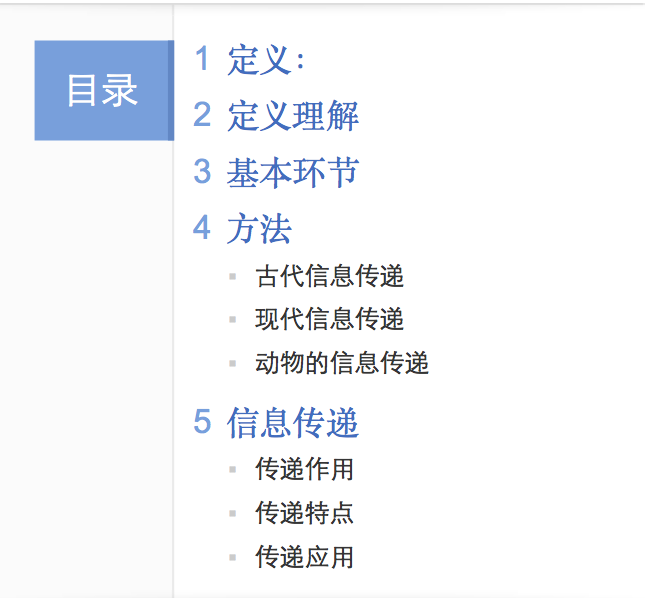 目录
1 定义：
2 定义理解
3 基本环节
4 方法
古代信息传递
现代信息传递
动物的信息传递
5 信息传递
传递作用
传递特点
传递应用